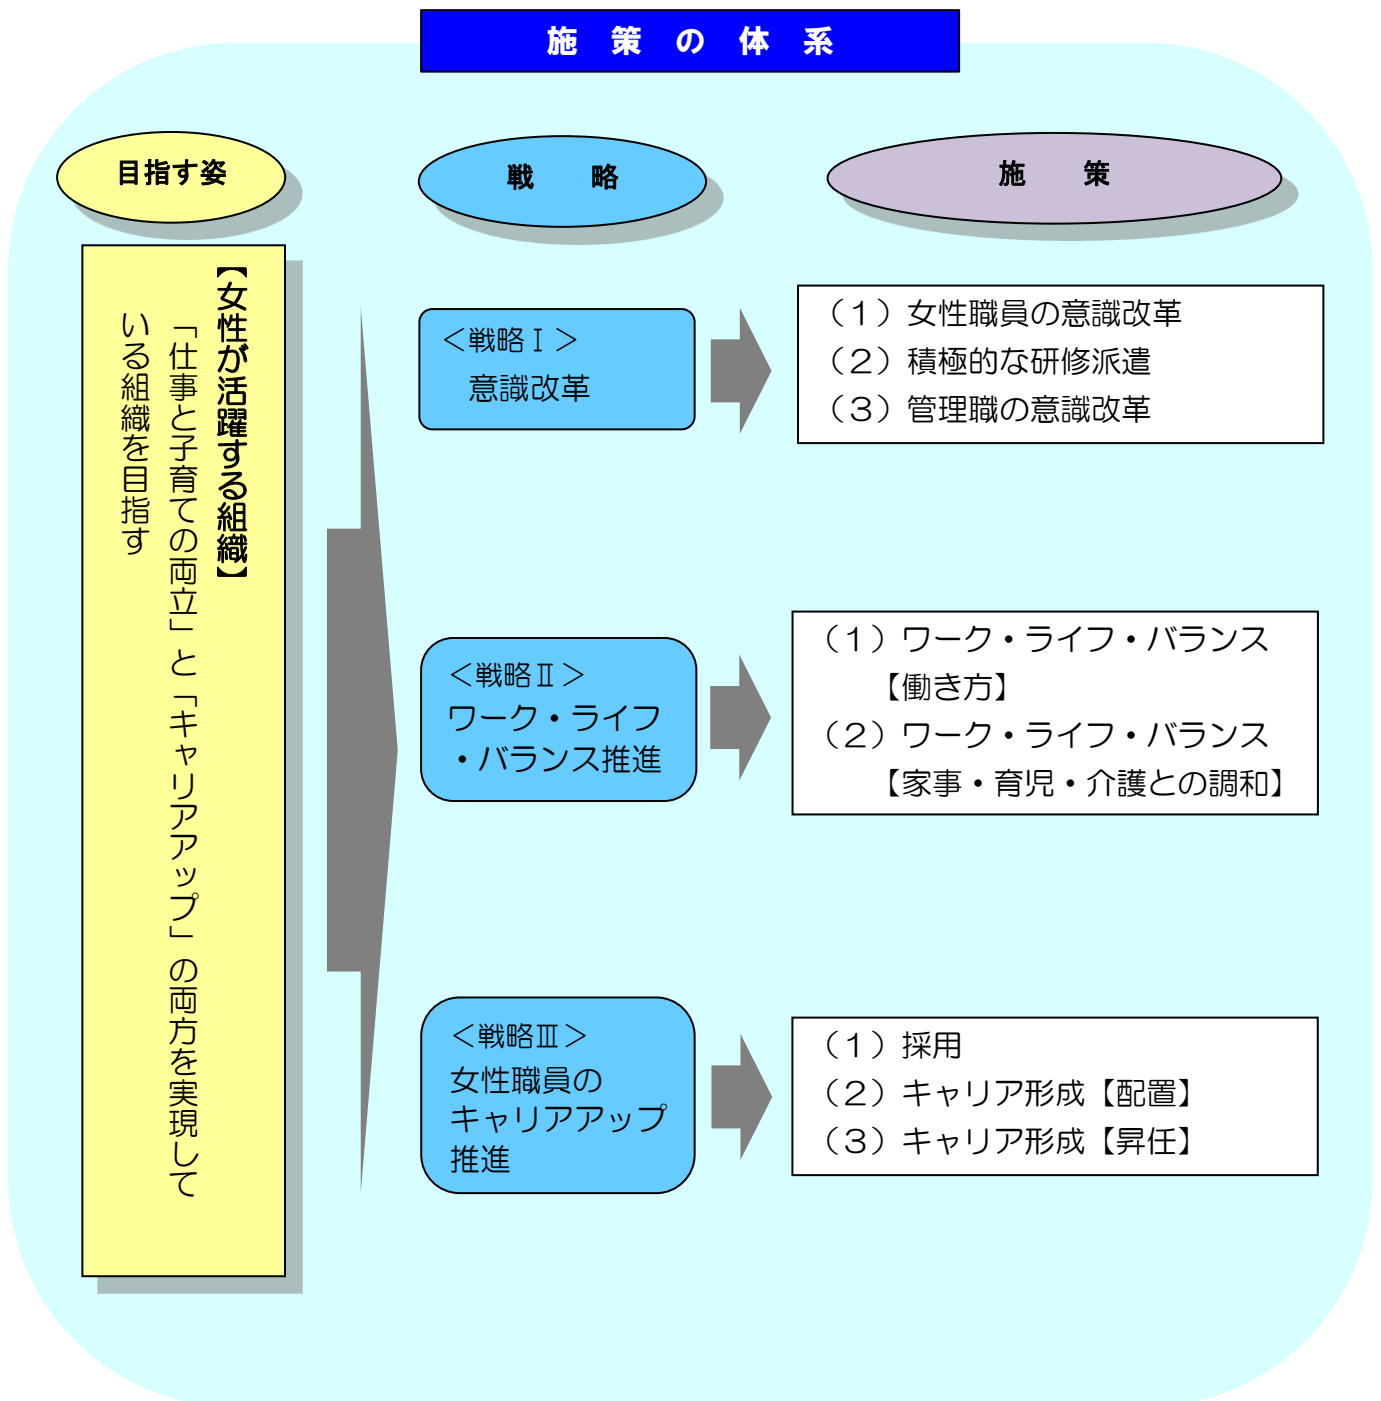 施　策　の　体　系
目指す姿
戦　　略
施　　策
【女性が活躍する組織】
「仕事と子育ての両立」と「キャリアアップ」の両方を実現して
いる組織を目指す
＜戦略Ⅰ＞
意識改革
（１）女性職員の意識改革
（２）積極的な研修派遣
（３）管理職の意識改革
＜戦略Ⅱ＞
ワーク・ライフ
・バランス推進
（１）ワーク・ライフ・バランス
【働き方】
（２）ワーク・ライフ・バランス
【家事・育児・介護との調和】
＜戦略Ⅲ＞
女性職員の
キャリアアップ
推進
（１）採用
（２）キャリア形成【配置】
（３）キャリア形成【昇任】